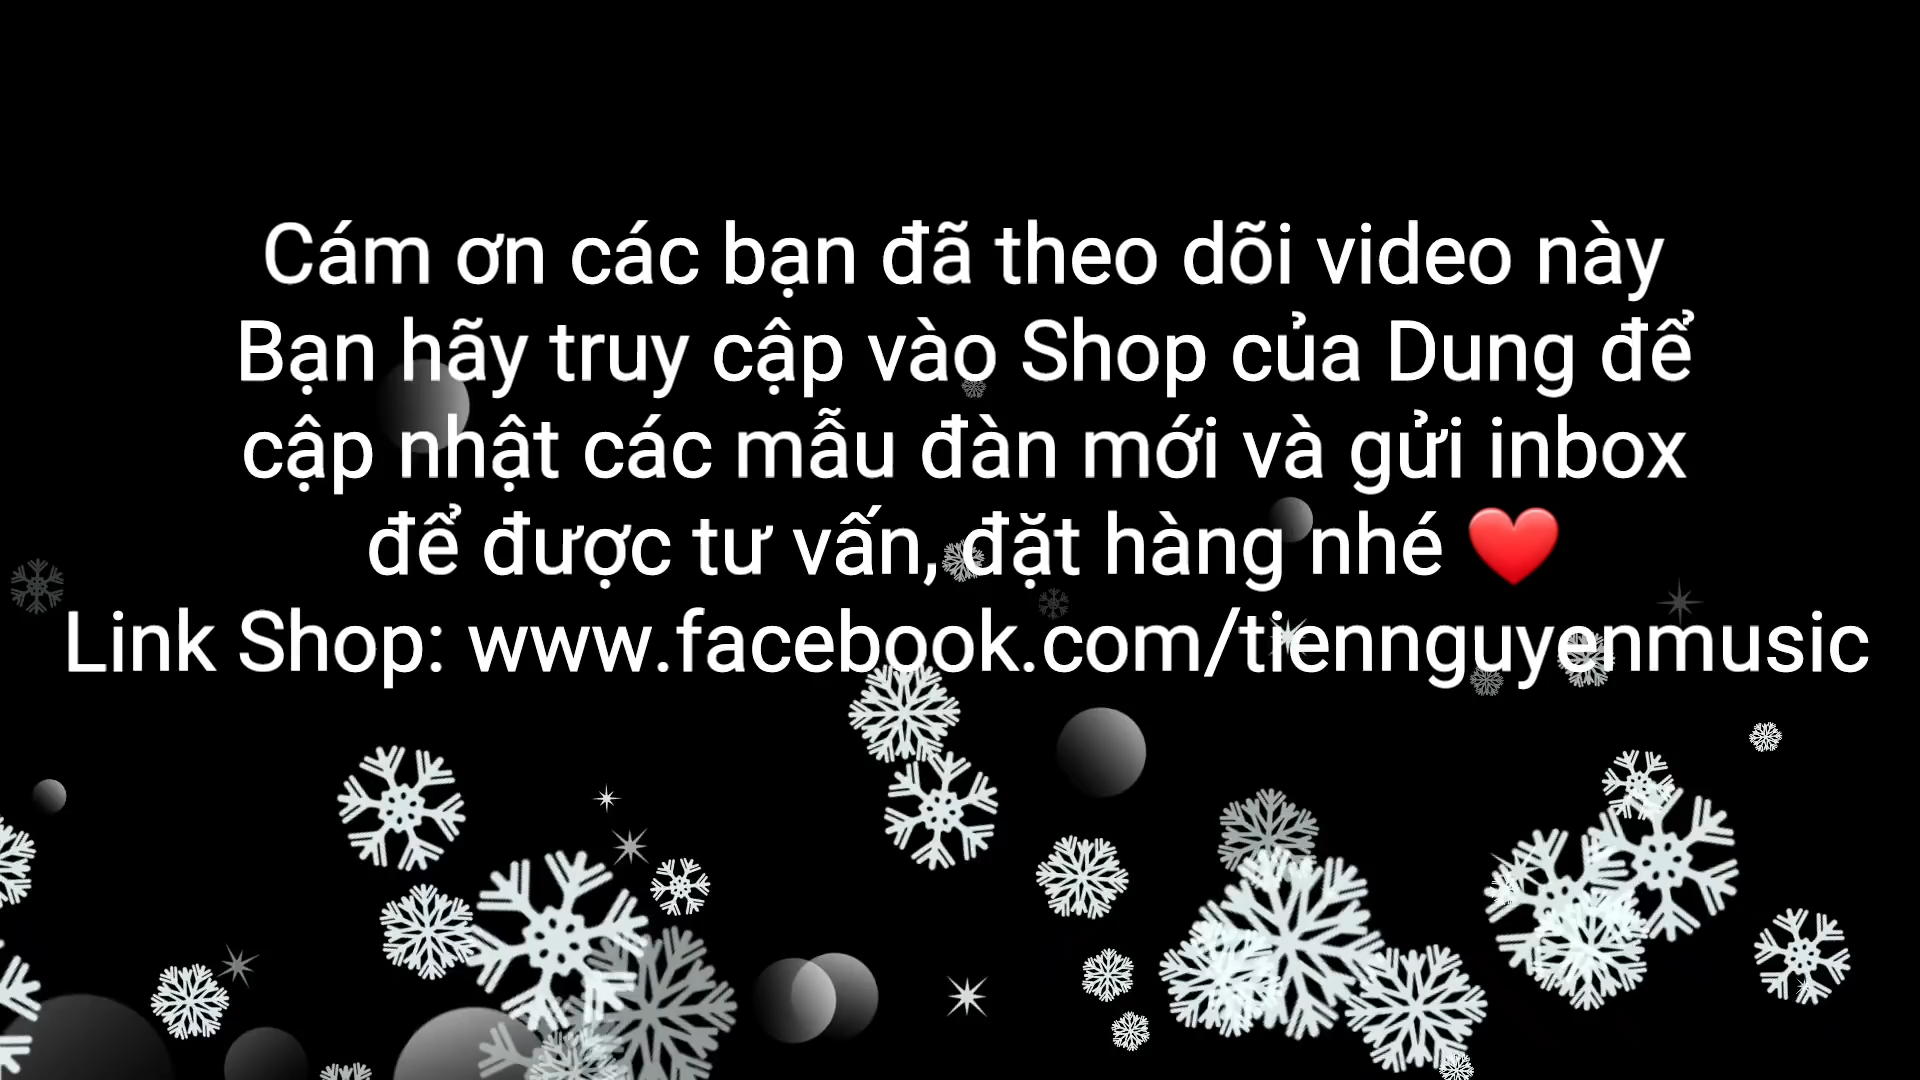 Cám ơn các bạn đã theo dõi video này
Bạn hãy truy cập vào Shop của Dung để
cập nhật các mẫu đàn mới và gửi inbox
để được tư vấn, đặt hàng nhé ❤️
Link Shop: www.facebook.com/tiennguyenmusic